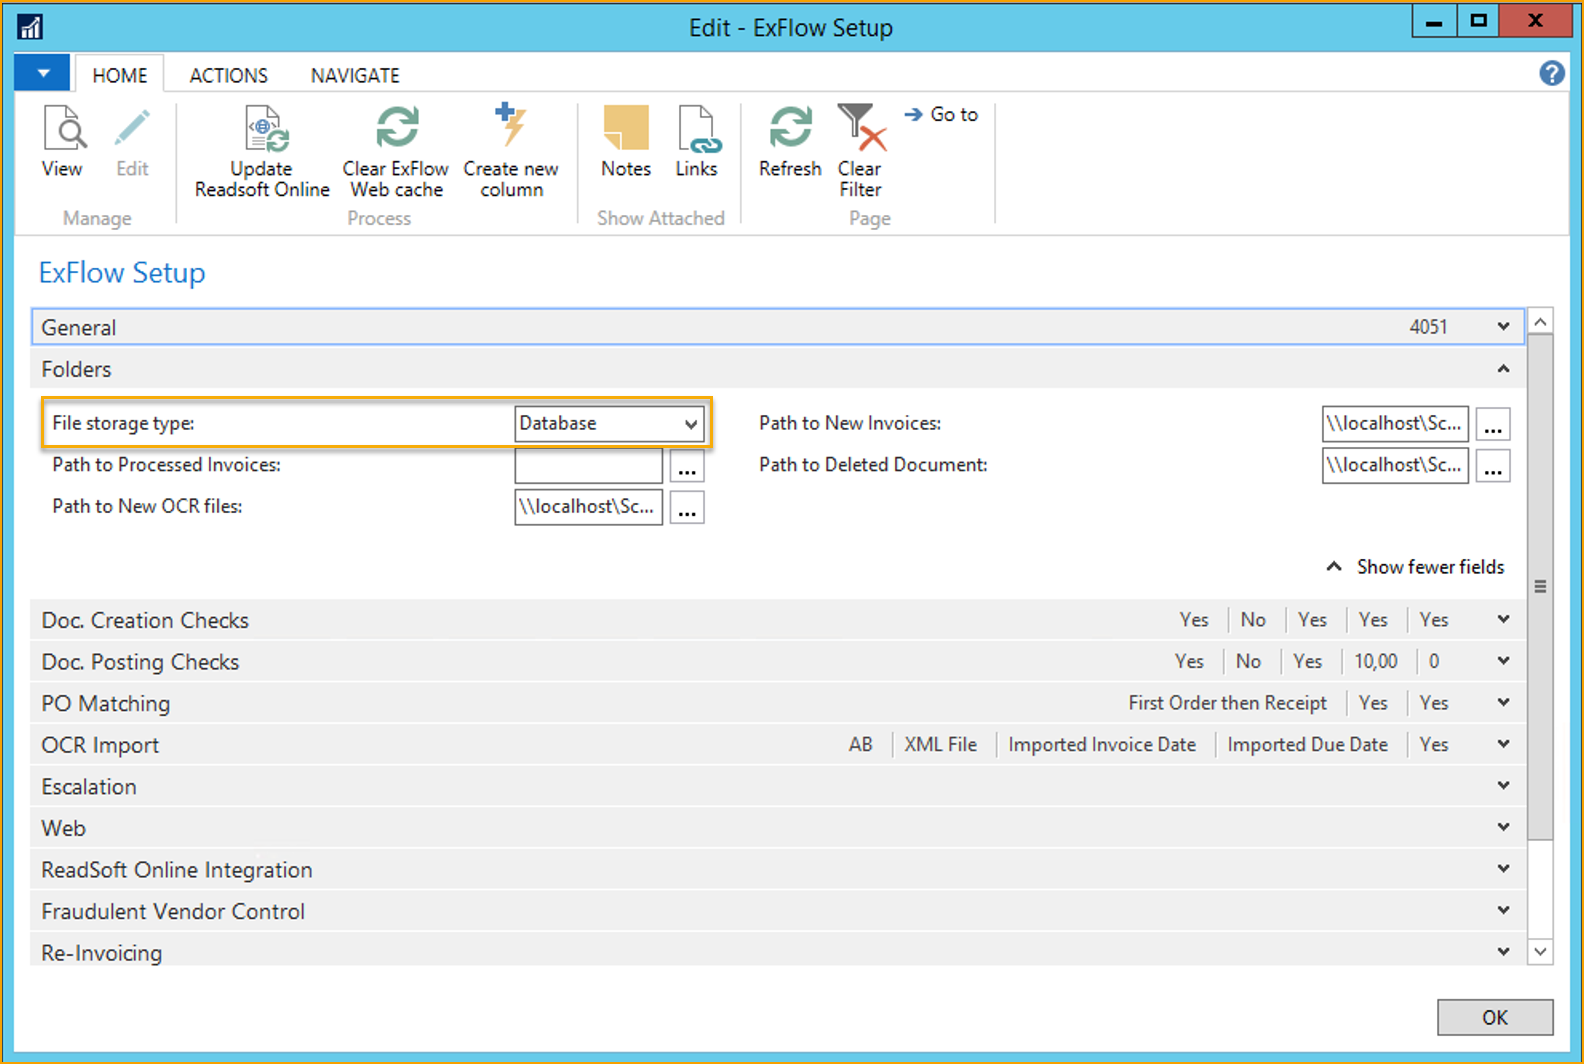 Edit - ExFlow Setup
HOME ACTIONS NAVIGATE
View
Edit
Manage
Update
Readsoft Online
Clear ExFlow
Web cache
Create new
column
Process
Notes
Links
Show Attached
Refresh
Clear
Filter
Go to
Page
ExFlow Setup
General 4051
Folders
File storage type: Database
Path to Processed Invoices: ...
Path to New OCR files: \\localhost\Sc... ...
Path to New Invoices: \\localhost\Sc... ...
Path to Deleted Document: \\localhost\Sc... ...
Show fewer fields
Doc. Creation Checks Yes No Yes Yes Yes
Doc. Posting Checks Yes No Yes 10,00 0
PO Matching First Order then Receipt Yes Yes
OCR Import AB XML File Imported Invoice Date Imported Due Date Yes
Escalation
Web
ReadSoft Online Integration
Fraudulent Vendor Control
Re-Invoicing
OK